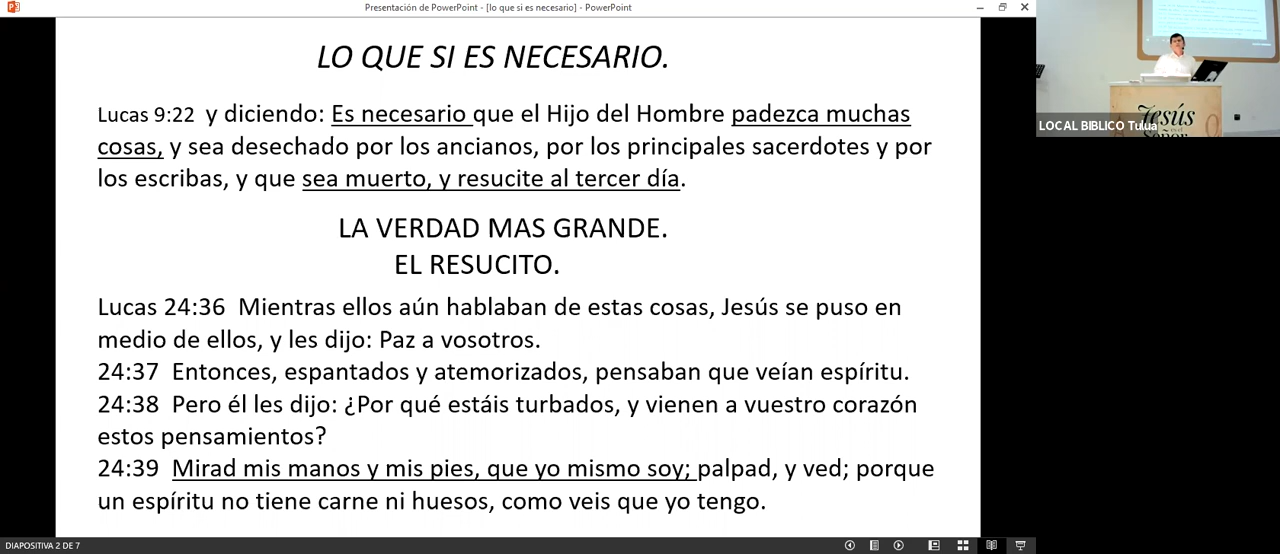 Presentación de PowerPoint - [lo que si es necesario] - PowerPoint
LO QUE SI ES NECESARIO.
Lucas 9:22 y diciendo: Es necesario que el Hijo del Hombre padezca muchas
cosas, y sea desechado por los ancianos, por los principales sacerdotes y por
los escribas, y que sea muerto, y resucite al tercer día.
LA VERDAD MAS GRANDE.
EL RESUCITO.
Lucas 24:36 Mientras ellos aún hablaban de estas cosas, Jesús se puso en
medio de ellos, y les dijo: Paz a vosotros.
24:37 Entonces, espantados y atemorizados, pensaban que veían espíritu.
24:38 Pero él les dijo: ¿Por qué estáis turbados, y vienen a vuestro corazón
estos pensamientos?
24:39 Mirad mis manos y mis pies, que yo mismo soy; palpad, y ved; porque
un espíritu no tiene carne ni huesos, como veis que yo tengo.
DIAPOSITIVA 2 DE 7
Jesús
LOCAL BIBLICO Tulua